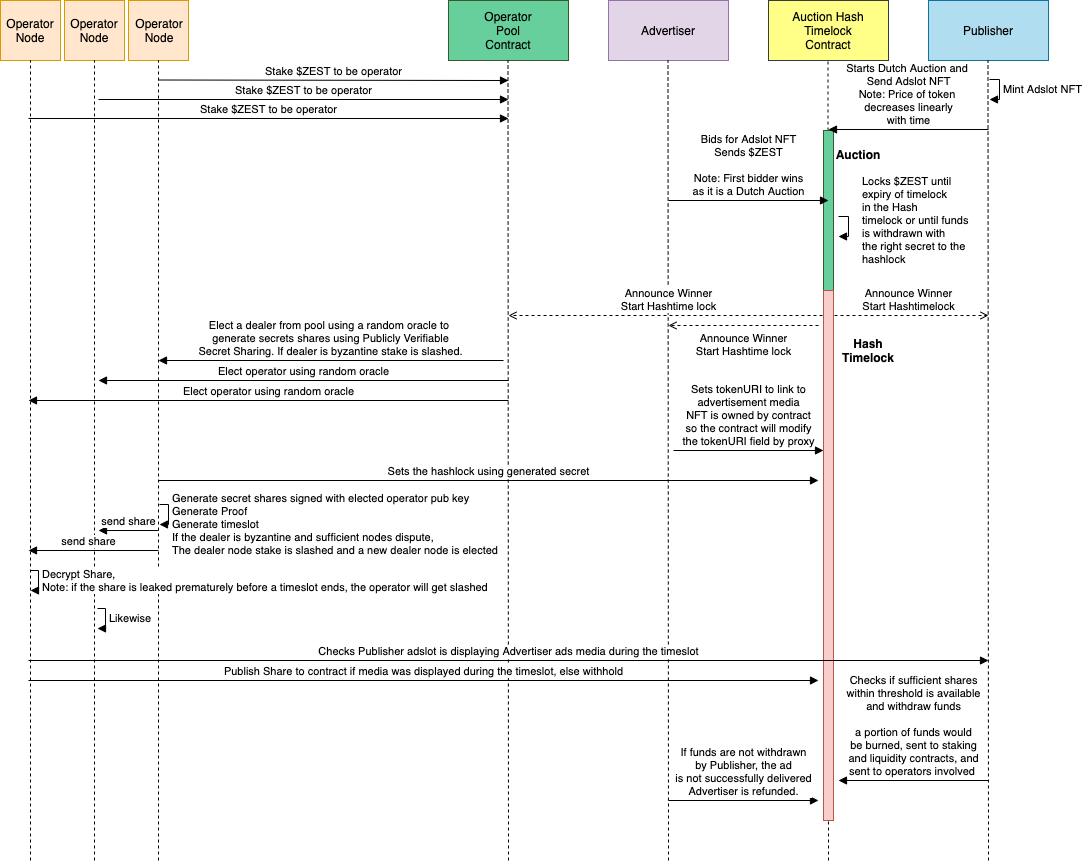 Operator
Node
Operator
Node
Operator
Node
Operator
Pool
Contract
Advertiser
Auction Hash
Timelock
Contract
Publisher
Stake $ZEST to be operator
Stake $ZEST to be operator
Stake $ZEST to be operator
Starts Dutch Auction and
Send Adslot NFT
Note: Price of token
decreases linearly
with time
Mint Adslot NFT
Bids for Adslot NFT
Sends $ZEST
Note: First bidder wins
as it is a Dutch Auction
Auction
Locks $ZEST until
expiry of timelock
in the Hash
timelock or until funds
is withdrawn with
the right secret to the
hashlock
Announce Winner
Start Hashtime lock
Announce Winner
Start Hashtimelock
Announce Winner
Start Hashtime lock
Hash
Timelock
Elect a dealer from pool using a random oracle to
generate secrets shares using Publicly Verifiable
Secret Sharing. If dealer is byzantine stake is slashed.
Elect operator using random oracle
Elect operator using random oracle
Sets tokenURI to link to
advertisement media
NFT is owned by contract
so the contract will modify
the tokenURI field by proxy
Sets the hashlock using generated secret
Generate secret shares signed with elected operator pub key
Generate Proof
Generate timeslot
If the dealer is byzantine and sufficient nodes dispute,
The dealer node stake is slashed and a new dealer node is elected
send share
send share
Decrypt Share,
Note: if the share is leaked prematurely before a timeslot ends, the operator will get slashed
Likewise
Checks Publisher adslot is displaying Advertiser ads media during the timeslot
Publish Share to contract if media was displayed during the timeslot, else withhold
Checks if sufficient shares
within threshold is available
and withdraw funds
a portion of funds would
be burned, sent to staking
and liquidity contracts, and
sent to operators involved
If funds are not withdrawn
by Publisher, the ad
is not successfully delivered
Advertiser is refunded.